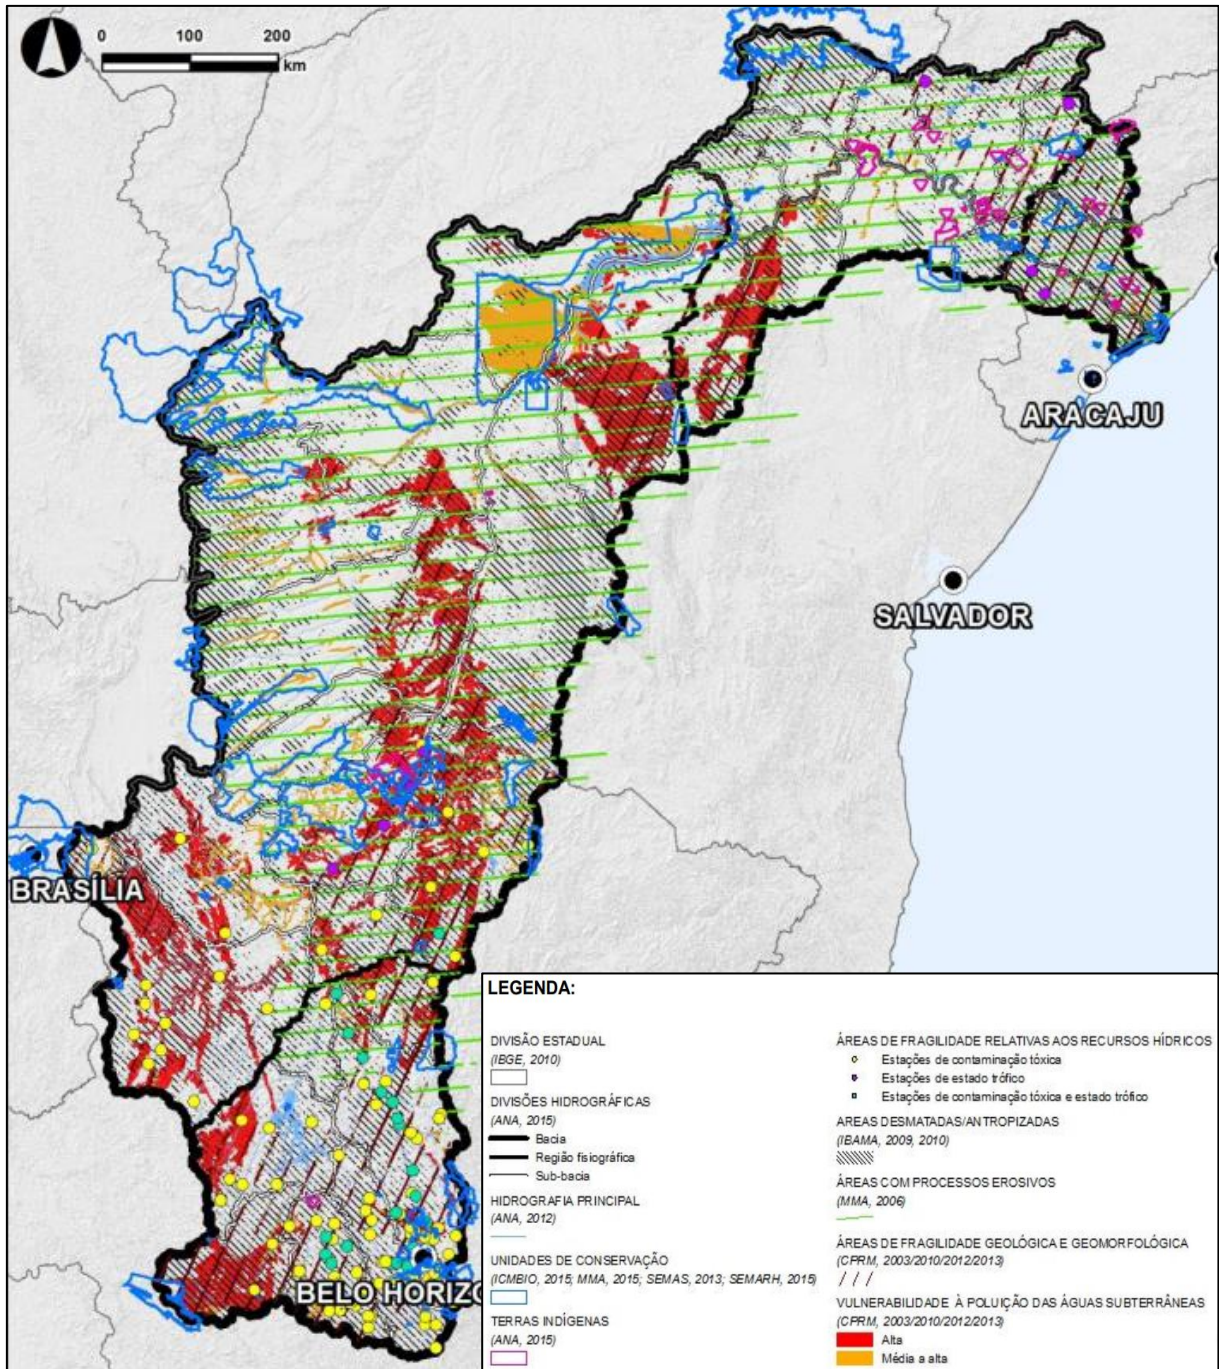 0 100 200
km
ARACAJU
SALVADOR
BRASÍLIA
BELO HORIZO
LEGENDA:
DIVISÃO ESTADUAL
(IBGE, 2010)
DIVISÕES HIDROGRÁFICAS
(ANA, 2015)
Bacia
Região fisiográfica
Sub-bacia
HIDROGRAFIA PRINCIPAL
(ANA, 2012)
UNIDADES DE CONSERVAÇÃO
(ICMBIO, 2015; MMA, 2015; SEMAS, 2013; SEMARH, 2015)
TERRAS INDÍGENAS
(ANA, 2015)
ÁREAS DE FRAGILIDADE RELATIVAS AOS RECURSOS HÍDRICOS
Estações de contaminação tóxica
Estações de estado trófico
Estações de contaminação tóxica e estado trófico
AREAS DESMATADAS/ANTROPIZADAS
(IBAMA, 2009, 2010)
ÁREAS COM PROCESSOS EROSIVOS
(MMA, 2006)
ÁREAS DE FRAGILIDADE GEOLÓGICA E GEOMORFOLÓGICA
(CPRM, 2003/2010/2012/2013)
VULNERABILIDADE À POLUIÇÃO DAS ÁGUAS SUBTERRÂNEAS
(CPRM, 2003/2010/2012/2013)
Alta
Média a alta